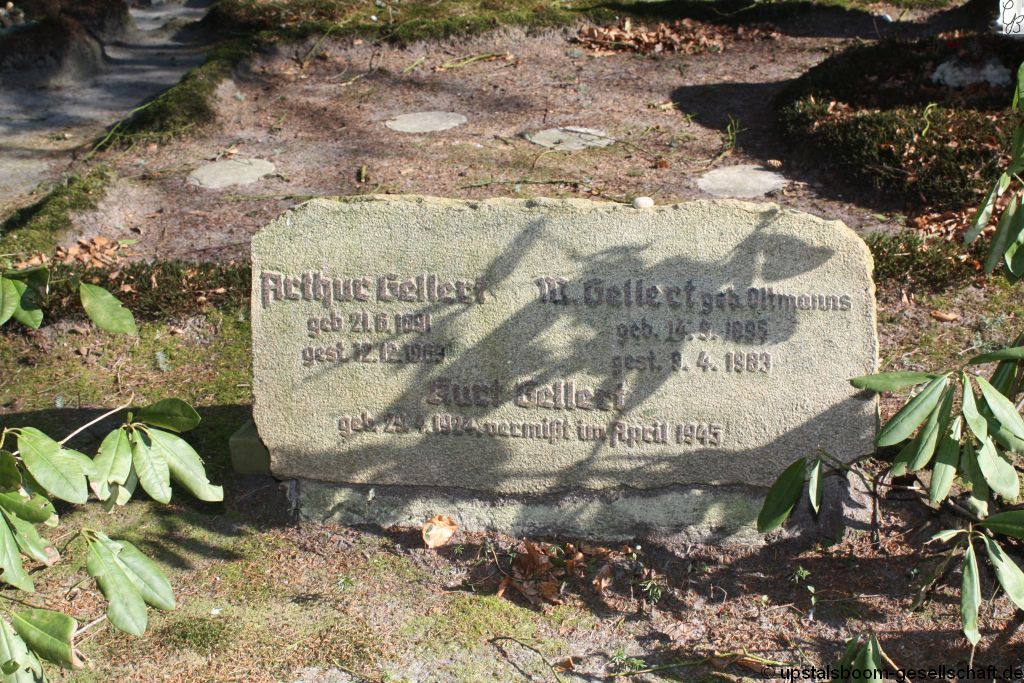 Arthur Gellert
geb. 21.6.1891
gest. 12.12.1969
W. Gellert geb. Oltmanns
geb. 14. 9. 1895
gest. 9. 4. 1983
Kurt Gellert
geb. 29.4.1924, vermißt im April 1945
© upstalsboom-gesellschaft.de